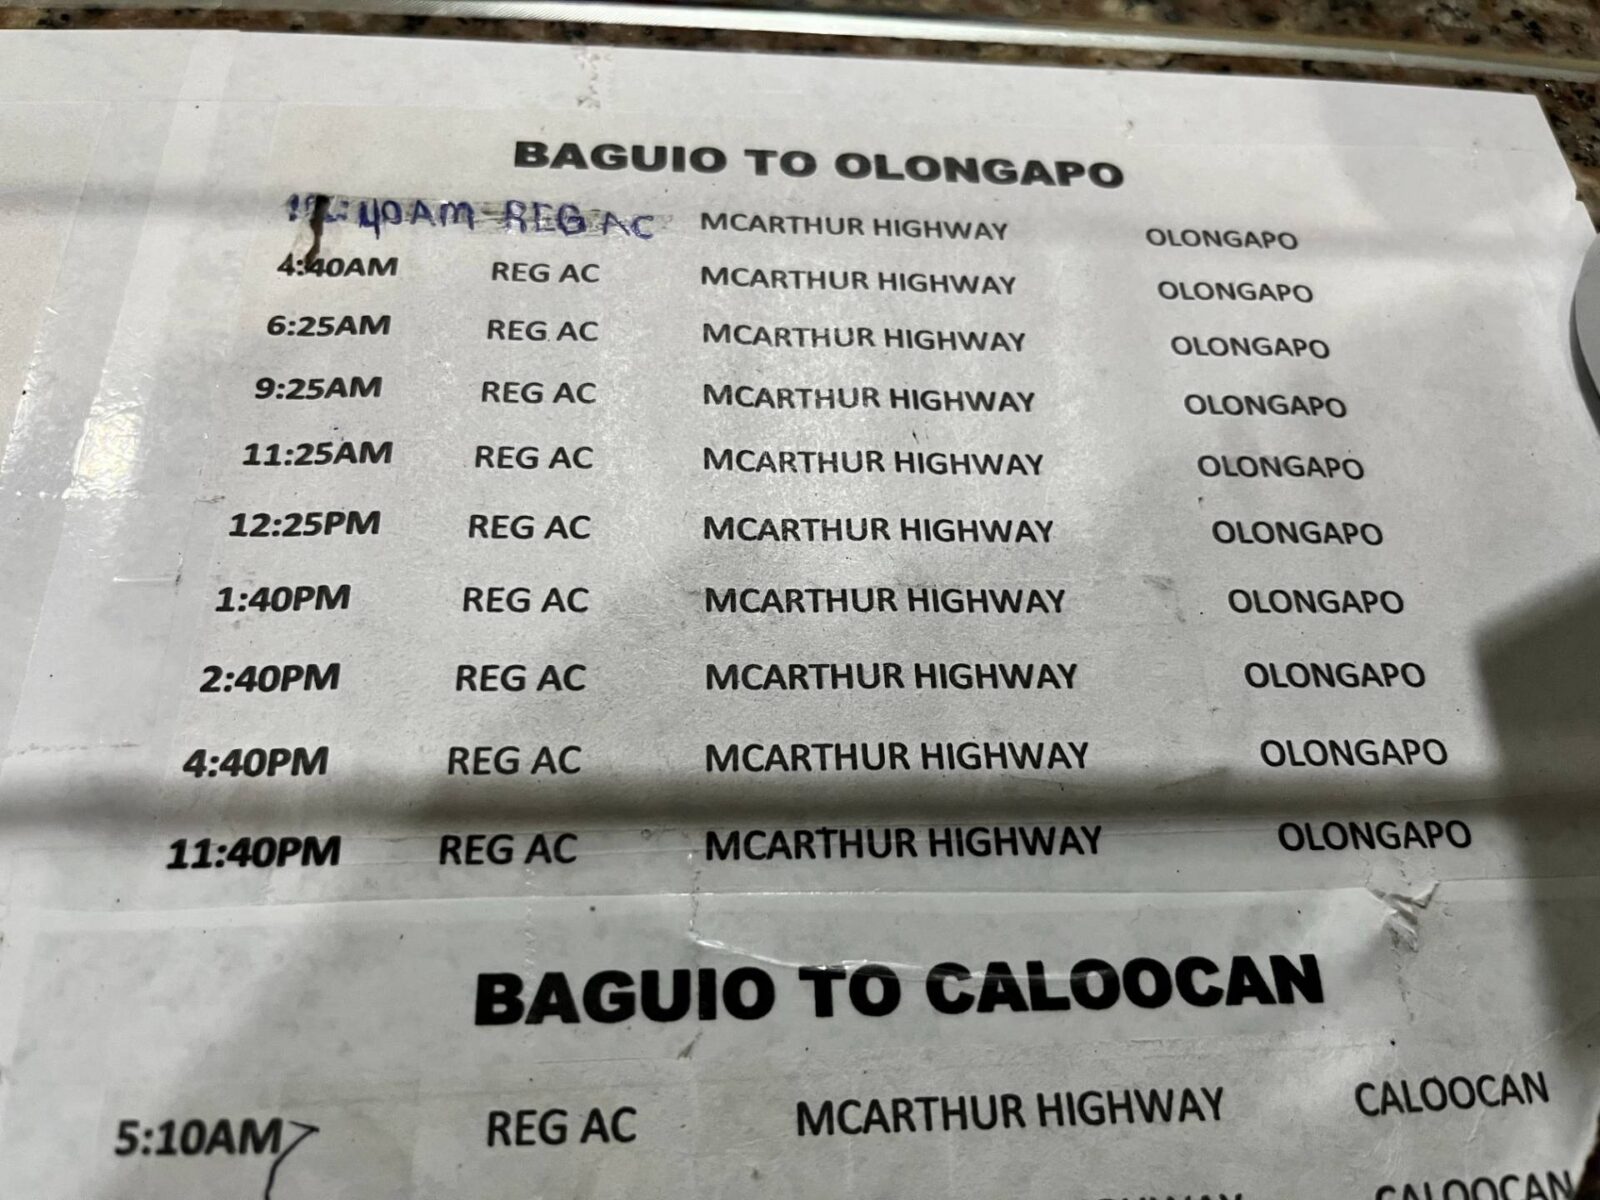 BAGUIO TO OLONGAPO
:40AM - REG AC MCARTHUR HIGHWAY OLONGAPO
4:40AM REG AC MCARTHUR HIGHWAY OLONGAPO
6:25AM REG AC MCARTHUR HIGHWAY OLONGAPO
9:25AM REG AC MCARTHUR HIGHWAY OLONGAPO
11:25AM REG AC MCARTHUR HIGHWAY OLONGAPO
12:25PM REG AC MCARTHUR HIGHWAY OLONGAPO
1:40PM REG AC MCARTHUR HIGHWAY OLONGAPO
2:40PM REG AC MCARTHUR HIGHWAY OLONGAPO
4:40PM REG AC MCARTHUR HIGHWAY OLONGAPO
11:40PM REG AC MCARTHUR HIGHWAY OLONGAPO
BAGUIO TO CALOOCAN
5:10AM REG AC MCARTHUR HIGHWAY CALOOCAN
CALOOCAN